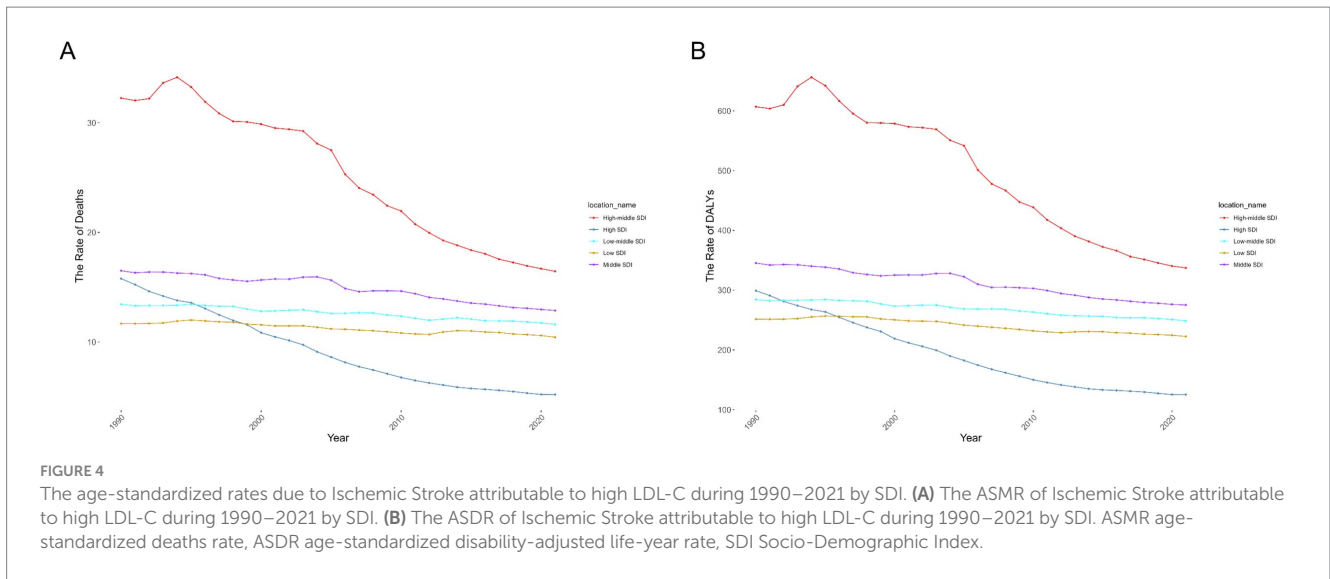 A
The Rate of Deaths
30
20
10
1990
2000
2010
2020
Year
location_name
High-middle SDI
High SDI
Low-middle SDI
Low SDI
Middle SDI
B
The Rate of DALYs
600
500
400
300
200
100
1990
2000
2010
2020
Year
location_name
High-middle SDI
High SDI
Low-middle SDI
Low SDI
Middle SDI
FIGURE 4
The age-standardized rates due to Ischemic Stroke attributable to high LDL-C during 1990–2021 by SDI. (A) The ASMR of Ischemic Stroke attributable
to high LDL-C during 1990–2021 by SDI. (B) The ASDR of Ischemic Stroke attributable to high LDL-C during 1990–2021 by SDI. ASMR age-
standardized deaths rate, ASDR age-standardized disability-adjusted life-year rate, SDI Socio-Demographic Index.